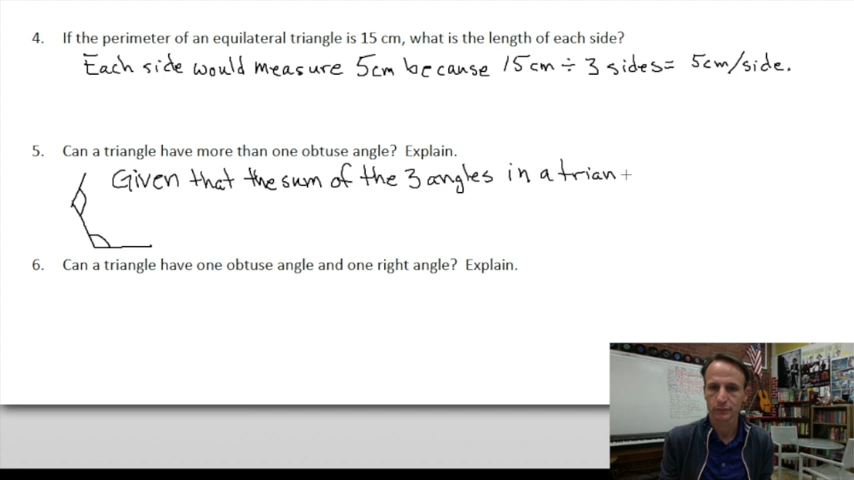 4. If the perimeter of an equilateral triangle is 15 cm, what is the length of each side?
Each side would measure 5cm because 15cm ÷ 3 sides = 5cm/side.
5. Can a triangle have more than one obtuse angle? Explain.
Given that the sum of the 3 angles in a trian
6. Can a triangle have one obtuse angle and one right angle? Explain.